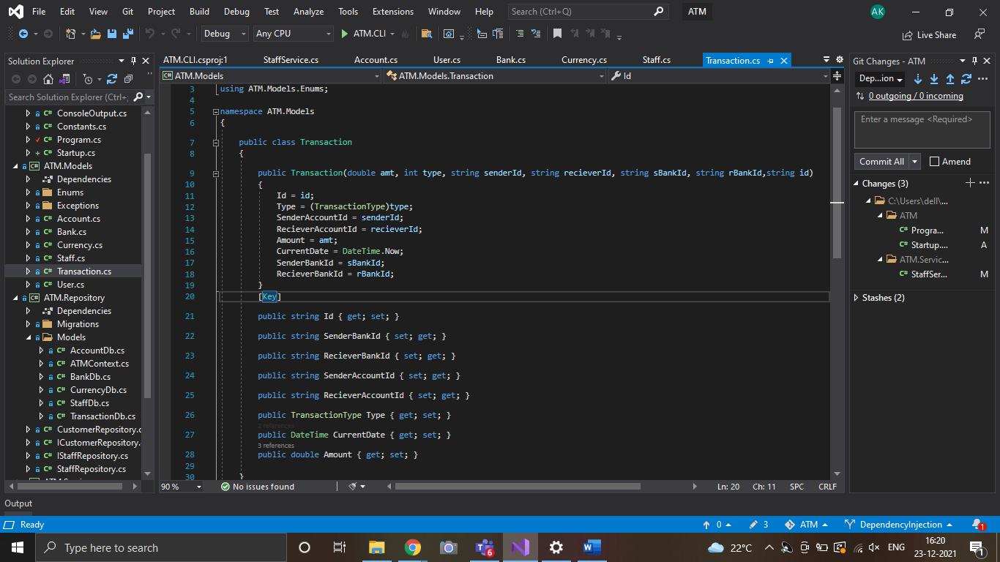 File Edit View Git Project Build Debug Test Analyze Tools Extensions Window Help Search (Ctrl+Q) ATM AK
Debug Any CPU ATM.CLI Live Share
Solution Explorer
Search Solution Explorer (Ctrl+;
ConsoleOutput.cs
Constants.cs
Program.cs
Startup.cs
ATM.Models
Dependencies
Enums
Exceptions
Account.cs
Bank.cs
Currency.cs
Staff.cs
Transaction.cs
User.cs
ATM.Repository
Dependencies
Migrations
Models
AccountDb.cs
ATMContext.cs
BankDb.cs
CurrencyDb.cs
StaffDb.cs
TransactionDb.cs
CustomerRepository.c
ICustomerRepository.
IStaffRepository.cs
StaffRepository.cs
ATM.CLI.csproj:1 StaffService.cs Account.cs User.cs Bank.cs Currency.cs Staff.cs Transaction.cs
ATM.Models ATM.Models.Transaction Id
3 using ATM.Models.Enums;
4
5 namespace ATM.Models
6 {
7 public class Transaction
8 {
9 public Transaction(double amt, int type, string senderId, string recieverId, string sBankId, string rBankId,string id)
10 {
11 Id = id;
12 Type = (TransactionType)type;
13 SenderAccountId = senderId;
14 RecieverAccountId = recieverId;
15 Amount = amt;
16 CurrentDate = DateTime.Now;
17 SenderBankId = sBankId;
18 RecieverBankId = rBankId;
19 }
20 [Key]
21 public string Id { get; set; }
22 public string SenderBankId { set; get; }
23 public string RecieverBankId { set; get; }
24 public string SenderAccountId { set; get; }
25 public string RecieverAccountId { set; get; }
26 public TransactionType Type { get; set; }
2 references
27 public DateTime CurrentDate { get; set; }
3 references
28 public double Amount { get; set; }
29
30 }
90 % No issues found Ln: 20 Ch: 11 SPC CRLF
Git Changes - ATM
Dep...ion
0 outgoing / 0 incoming
Enter a message <Required>
Commit All Amend
Changes (3)
C:\Users\dell\...
ATM
Progra... M
Startup.... A
ATM.Servic...
StaffSer... M
Stashes (2)
Output
Ready 0 3 ATM DependencyInjection 1
Type here to search 6 22°C ENG 16:20 23-12-2021 1